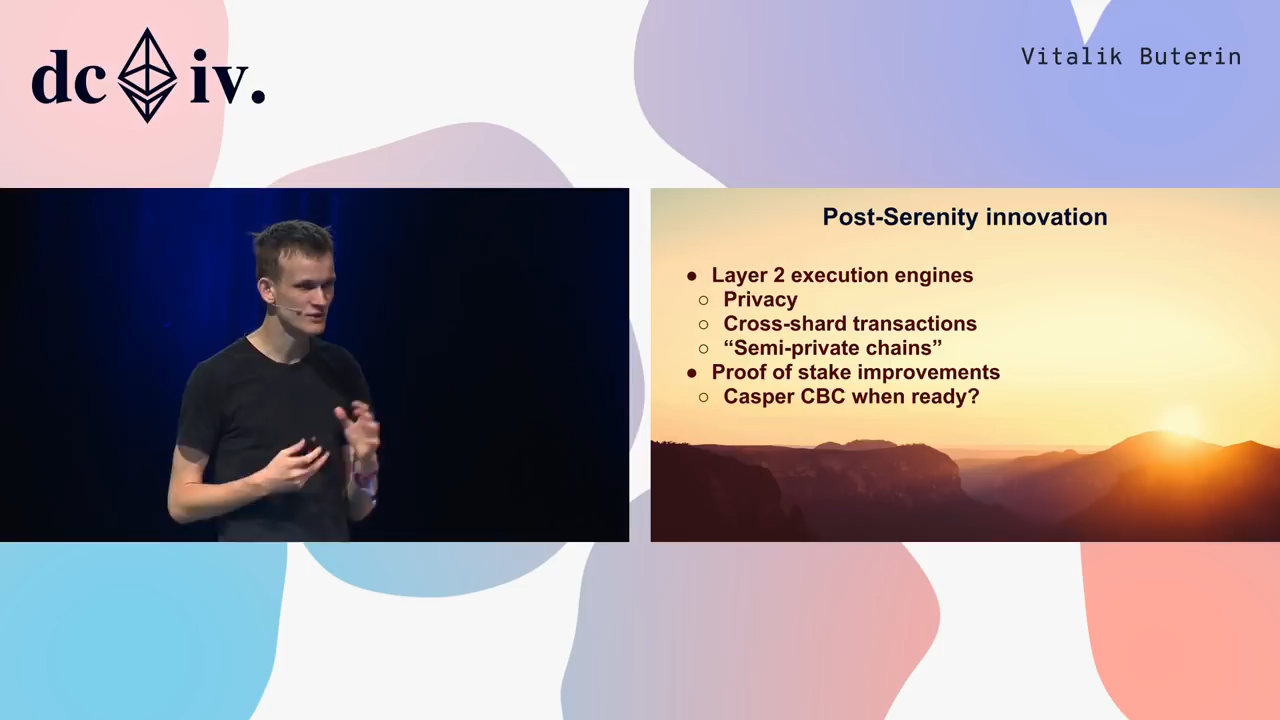 dc iv.
Vitalik Buterin
Post-Serenity innovation
● Layer 2 execution engines
○ Privacy
○ Cross-shard transactions
○ “Semi-private chains”
● Proof of stake improvements
○ Casper CBC when ready?